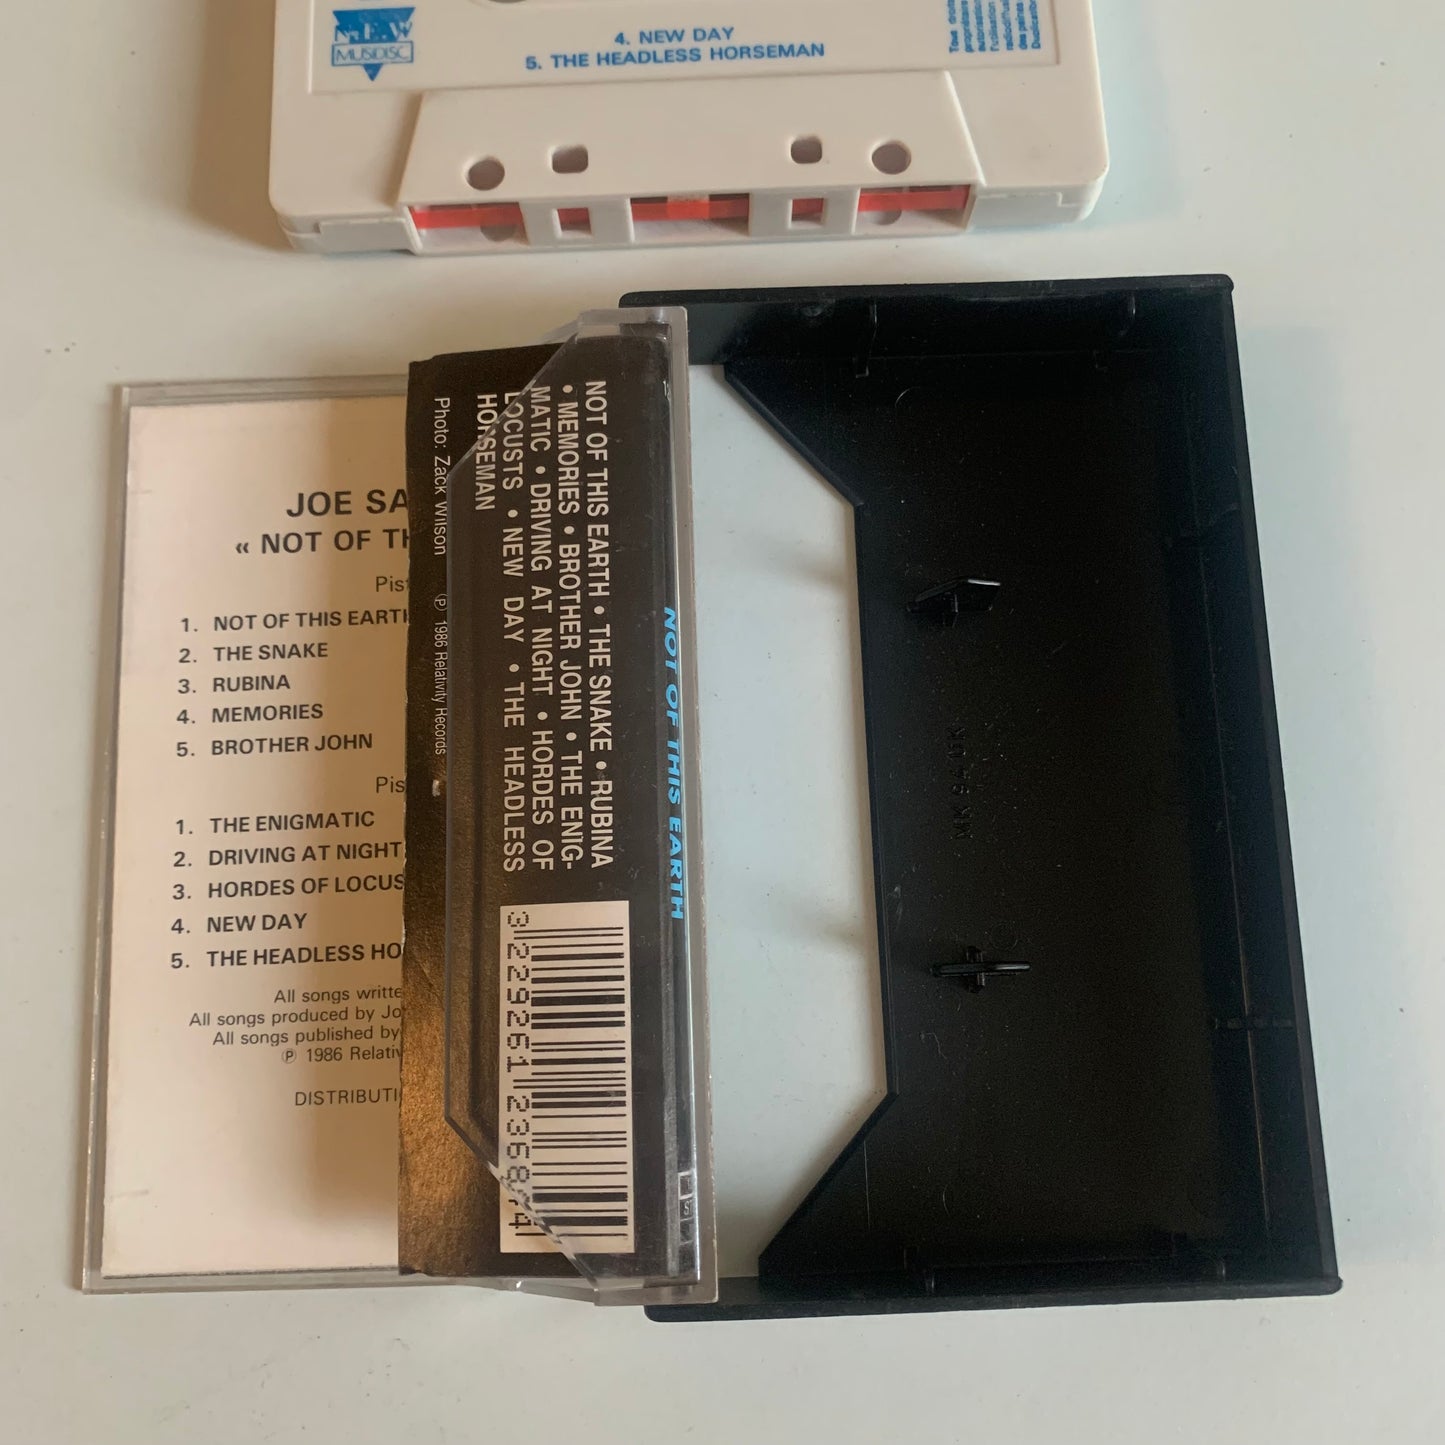 N.E.W
MUSIDISC
4. NEW DAY
5. THE HEADLESS HORSEMAN
Tous droits
JOE SA
« NOT OF TH
Pist
1. NOT OF THIS EARTH
2. THE SNAKE
3. RUBINA
4. MEMORIES
5. BROTHER JOHN
Pis
1. THE ENIGMATIC
2. DRIVING AT NIGHT
3. HORDES OF LOCUS
4. NEW DAY
5. THE HEADLESS HO
All songs writte
All songs produced by Jo
All songs published by
℗ 1986 Relativ
DISTRIBUTI
NOT OF THIS EARTH • THE SNAKE • RUBINA
• MEMORIES • BROTHER JOHN • THE ENIG-
MATIC • DRIVING AT NIGHT • HORDES OF
LOCUSTS • NEW DAY • THE HEADLESS
HORSEMAN
Photo: Zack Wilson ℗ 1986 Relativity Records
NOT OF THIS EARTH
MK 94 0